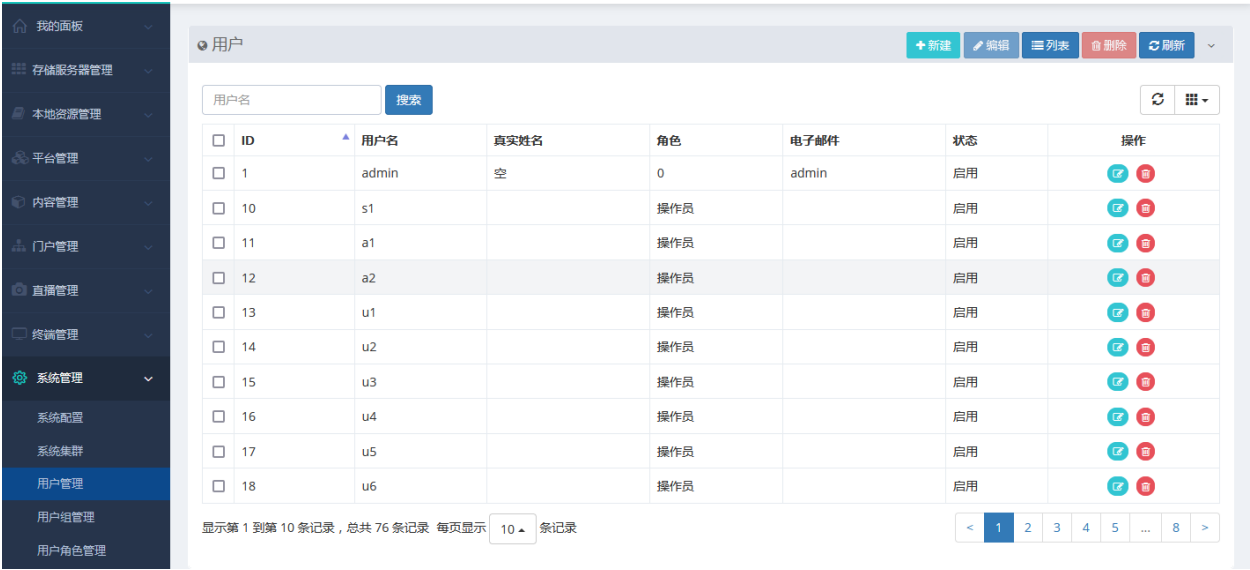 我的面板
存储服务器管理
本地资源管理
平台管理
内容管理
门户管理
直播管理
终端管理
系统管理
系统配置
系统集群
用户管理
用户组管理
用户角色管理
用户
新建 编辑 列表 删除 刷新
用户名 搜索
ID 用户名 真实姓名 角色 电子邮件 状态 操作
1 admin 空 0 admin 启用
10 s1 操作员 启用
11 a1 操作员 启用
12 a2 操作员 启用
13 u1 操作员 启用
14 u2 操作员 启用
15 u3 操作员 启用
16 u4 操作员 启用
17 u5 操作员 启用
18 u6 操作员 启用
显示第 1 到第 10 条记录，总共 76 条记录 每页显示 10 条记录 < 1 2 3 4 5 ... 8 >